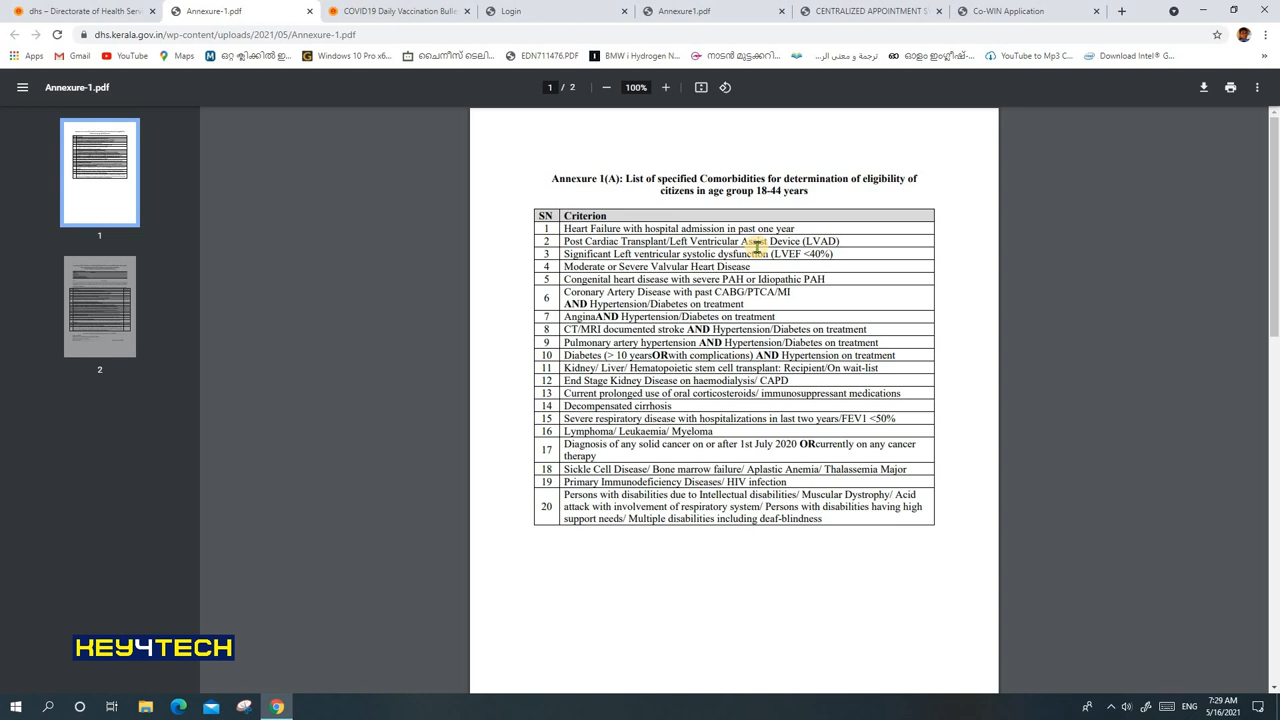 dhs – Directorate of Health Serv
Annexure-1.pdf
COVID19 Daily Vaccination Bulle
Login
Annexure1.pdf
CENTRALIZED APPOINTMENT S
Co-WIN Application
dhs.kerala.gov.in/wp-content/uploads/2021/05/Annexure-1.pdf
Apps
Gmail
YouTube
Maps
ഒറ്റ ക്ലിക്കിൽ ഇ...
Windows 10 Pro x6...
ചൈനീസ് ടെലി...
EDN711476.PDF
BMW i Hydrogen N...
നാടൻ മുട്ടക്കറി...
ترجمة و معنى الر...
ഓളം ഇംഗ്ലീഷ്-...
YouTube to Mp3 C...
Download Intel® G...
Annexure-1.pdf
1 / 2
100%
1
2
Annexure 1(A): List of specified Comorbidities for determination of eligibility of
citizens in age group 18-44 years
SN Criterion
1 Heart Failure with hospital admission in past one year
2 Post Cardiac Transplant/Left Ventricular Assist Device (LVAD)
3 Significant Left ventricular systolic dysfunction (LVEF <40%)
4 Moderate or Severe Valvular Heart Disease
5 Congenital heart disease with severe PAH or Idiopathic PAH
6 Coronary Artery Disease with past CABG/PTCA/MI
AND Hypertension/Diabetes on treatment
7 AnginaAND Hypertension/Diabetes on treatment
8 CT/MRI documented stroke AND Hypertension/Diabetes on treatment
9 Pulmonary artery hypertension AND Hypertension/Diabetes on treatment
10 Diabetes (> 10 yearsORwith complications) AND Hypertension on treatment
11 Kidney/ Liver/ Hematopoietic stem cell transplant: Recipient/On wait-list
12 End Stage Kidney Disease on haemodialysis/ CAPD
13 Current prolonged use of oral corticosteroids/ immunosuppressant medications
14 Decompensated cirrhosis
15 Severe respiratory disease with hospitalizations in last two years/FEV1 <50%
16 Lymphoma/ Leukaemia/ Myeloma
17 Diagnosis of any solid cancer on or after 1st July 2020 ORcurrently on any cancer
therapy
18 Sickle Cell Disease/ Bone marrow failure/ Aplastic Anemia/ Thalassemia Major
19 Primary Immunodeficiency Diseases/ HIV infection
20 Persons with disabilities due to Intellectual disabilities/ Muscular Dystrophy/ Acid
attack with involvement of respiratory system/ Persons with disabilities having high
support needs/ Multiple disabilities including deaf-blindness
KEY4TECH
ENG
7:29 AM
5/16/2021